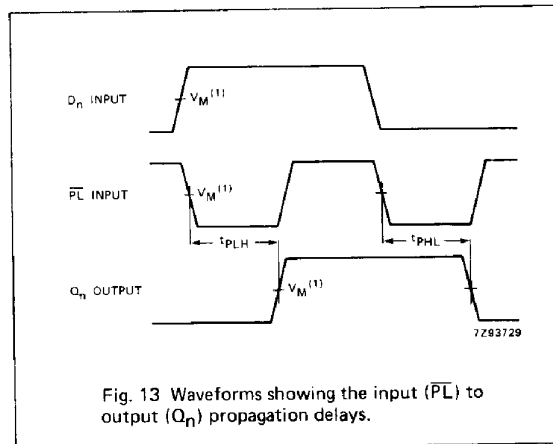 Dn INPUT
VM(1)
PL INPUT
VM(1)
tPLH
tPHL
Qn OUTPUT
VM(1)
7Z93729
Fig. 13 Waveforms showing the input (PL) to
output (Qn) propagation delays.